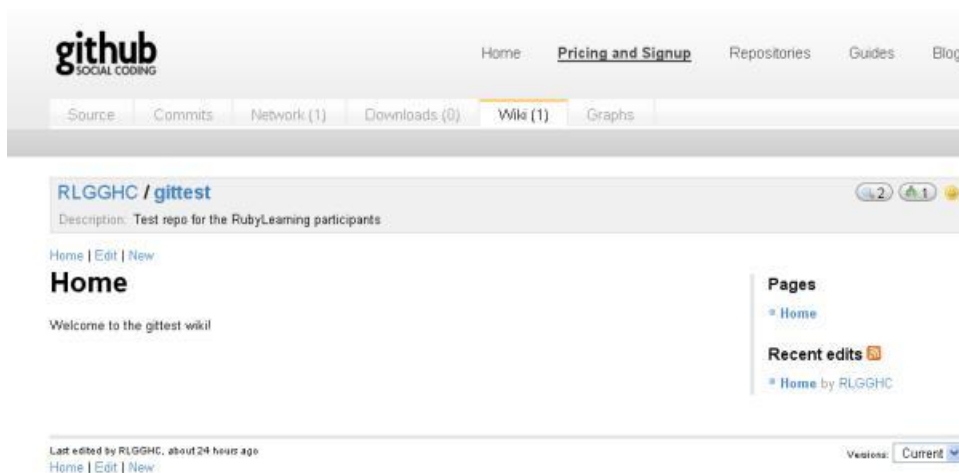 github
SOCIAL CODING
Home Pricing and Signup Repositories Guides Blog
Source Commits Network (1) Downloads (0) Wiki (1) Graphs
RLGGHC / gittest
2 1
Description: Test repo for the RubyLearning participants
Home | Edit | New
Home
Welcome to the gittest wiki!
Pages
Home
Recent edits
Home by RLGGHC
Last edited by RLGGHC, about 24 hours ago
Versions: Current
Home | Edit | New